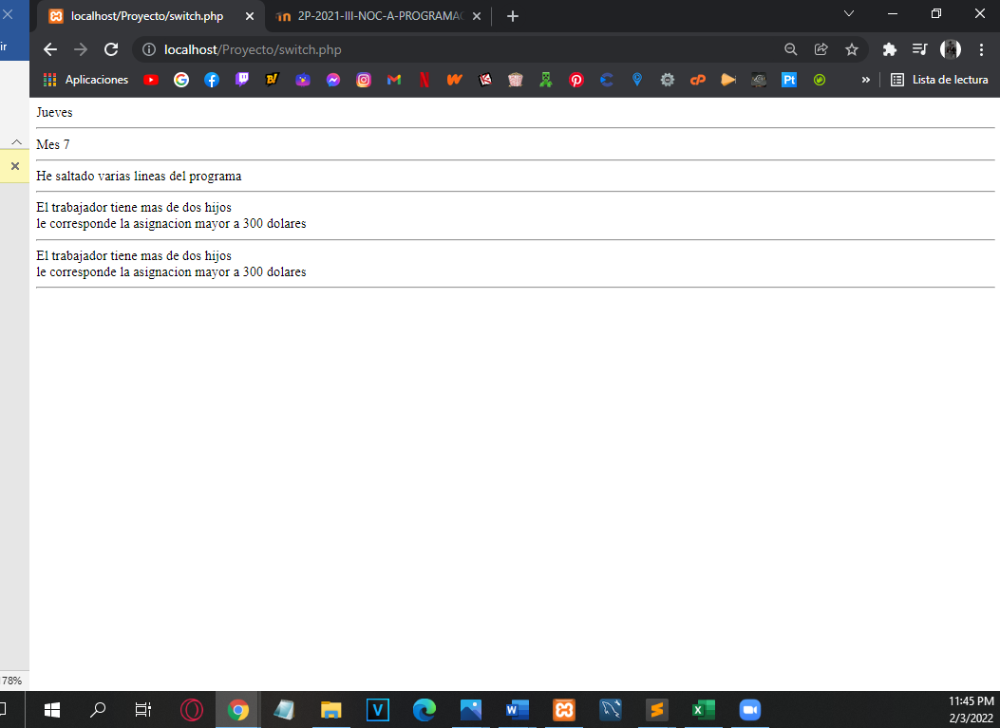 localhost/Proyecto/switch.php
2P-2021-III-NOC-A-PROGRAMAC
ir
localhost/Proyecto/switch.php
Aplicaciones
Lista de lectura
Jueves
Mes 7
He saltado varias lineas del programa
El trabajador tiene mas de dos hijos
le corresponde la asignacion mayor a 300 dolares
El trabajador tiene mas de dos hijos
le corresponde la asignacion mayor a 300 dolares
178%
11:45 PM
2/3/2022